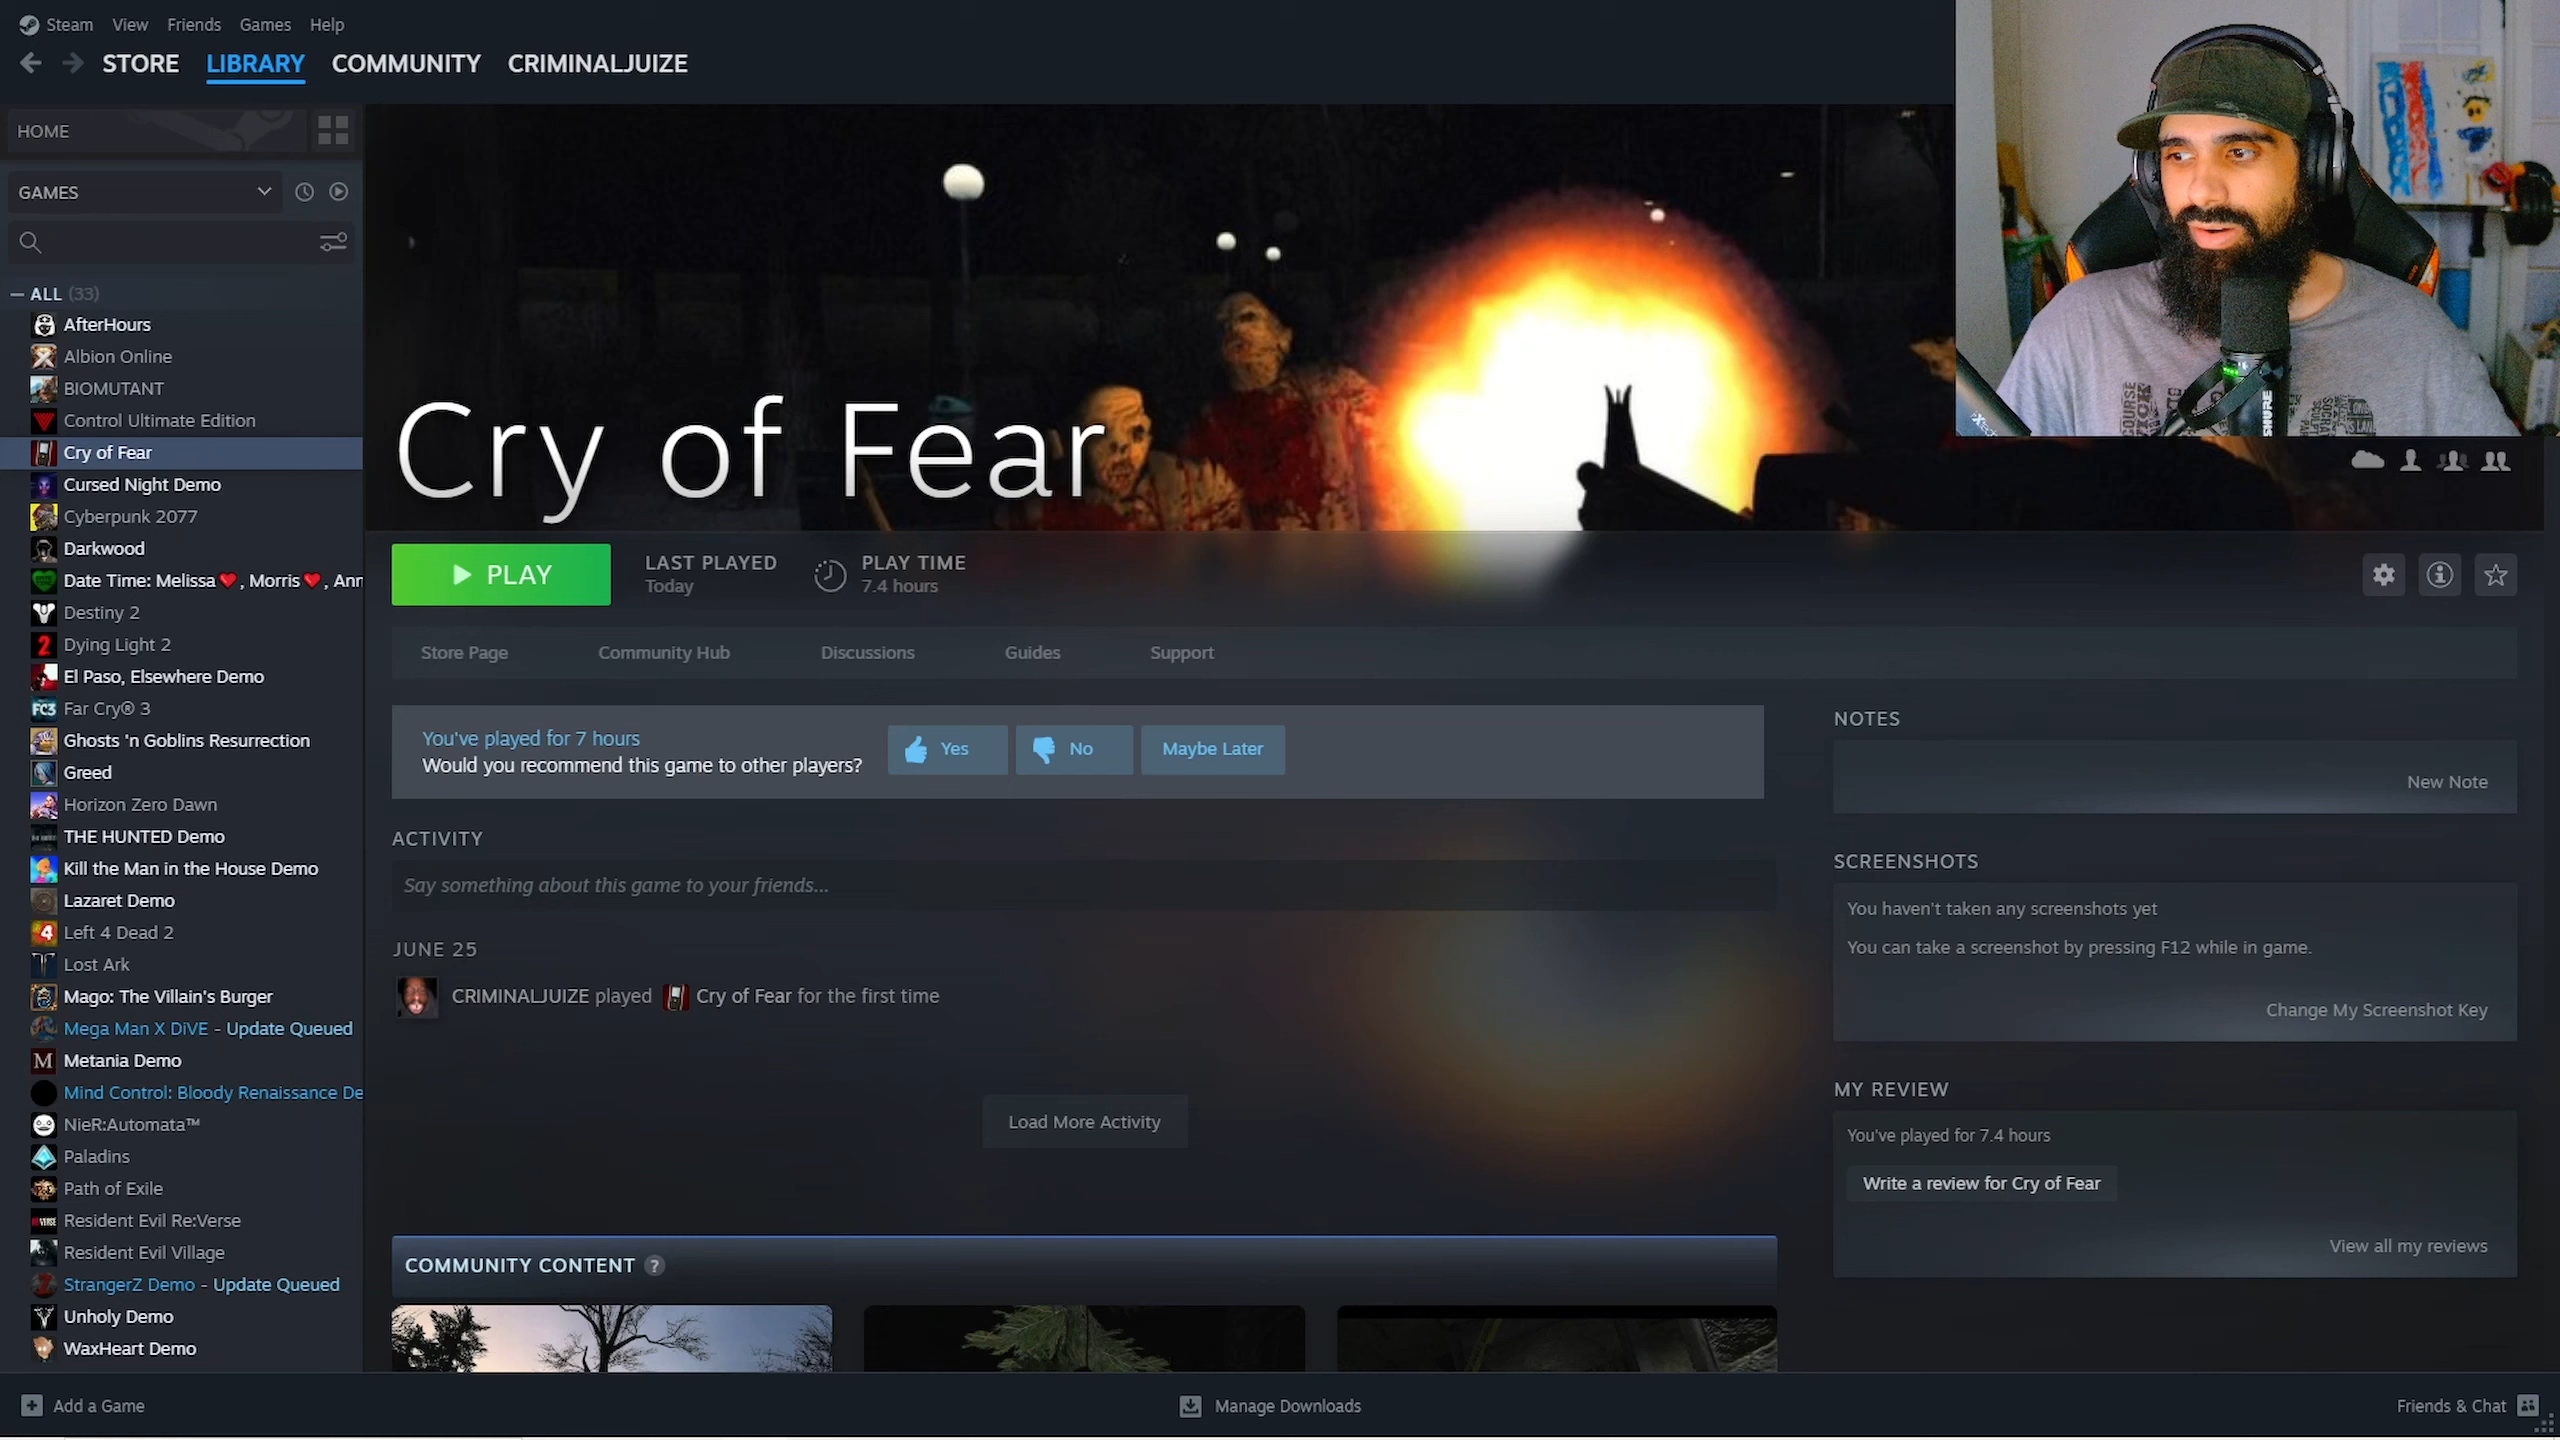 Steam View Friends Games Help
STORE LIBRARY COMMUNITY CRIMINALJUIZE
HOME
GAMES
ALL (33)
AfterHours
Albion Online
BIOMUTANT
Control Ultimate Edition
Cry of Fear
Cursed Night Demo
Cyberpunk 2077
Darkwood
Date Time: Melissa❤, Morris❤, Ann
Destiny 2
Dying Light 2
El Paso, Elsewhere Demo
Far Cry® 3
Ghosts 'n Goblins Resurrection
Greed
Horizon Zero Dawn
THE HUNTED Demo
Kill the Man in the House Demo
Lazaret Demo
Left 4 Dead 2
Lost Ark
Mago: The Villain's Burger
Mega Man X DiVE - Update Queued
Metania Demo
Mind Control: Bloody Renaissance De
NieR:Automata™
Paladins
Path of Exile
Resident Evil Re:Verse
Resident Evil Village
StrangerZ Demo - Update Queued
Unholy Demo
WaxHeart Demo
Cry of Fear
SHURE
PLAY
LAST PLAYED
Today
PLAY TIME
7.4 hours
Store Page Community Hub Discussions Guides Support
You've played for 7 hours
Would you recommend this game to other players?
Yes No Maybe Later
ACTIVITY
Say something about this game to your friends...
JUNE 25
CRIMINALJUIZE played Cry of Fear for the first time
Load More Activity
COMMUNITY CONTENT ?
NOTES
New Note
SCREENSHOTS
You haven't taken any screenshots yet
You can take a screenshot by pressing F12 while in game.
Change My Screenshot Key
MY REVIEW
You've played for 7.4 hours
Write a review for Cry of Fear
View all my reviews
Add a Game
Manage Downloads
Friends & Chat